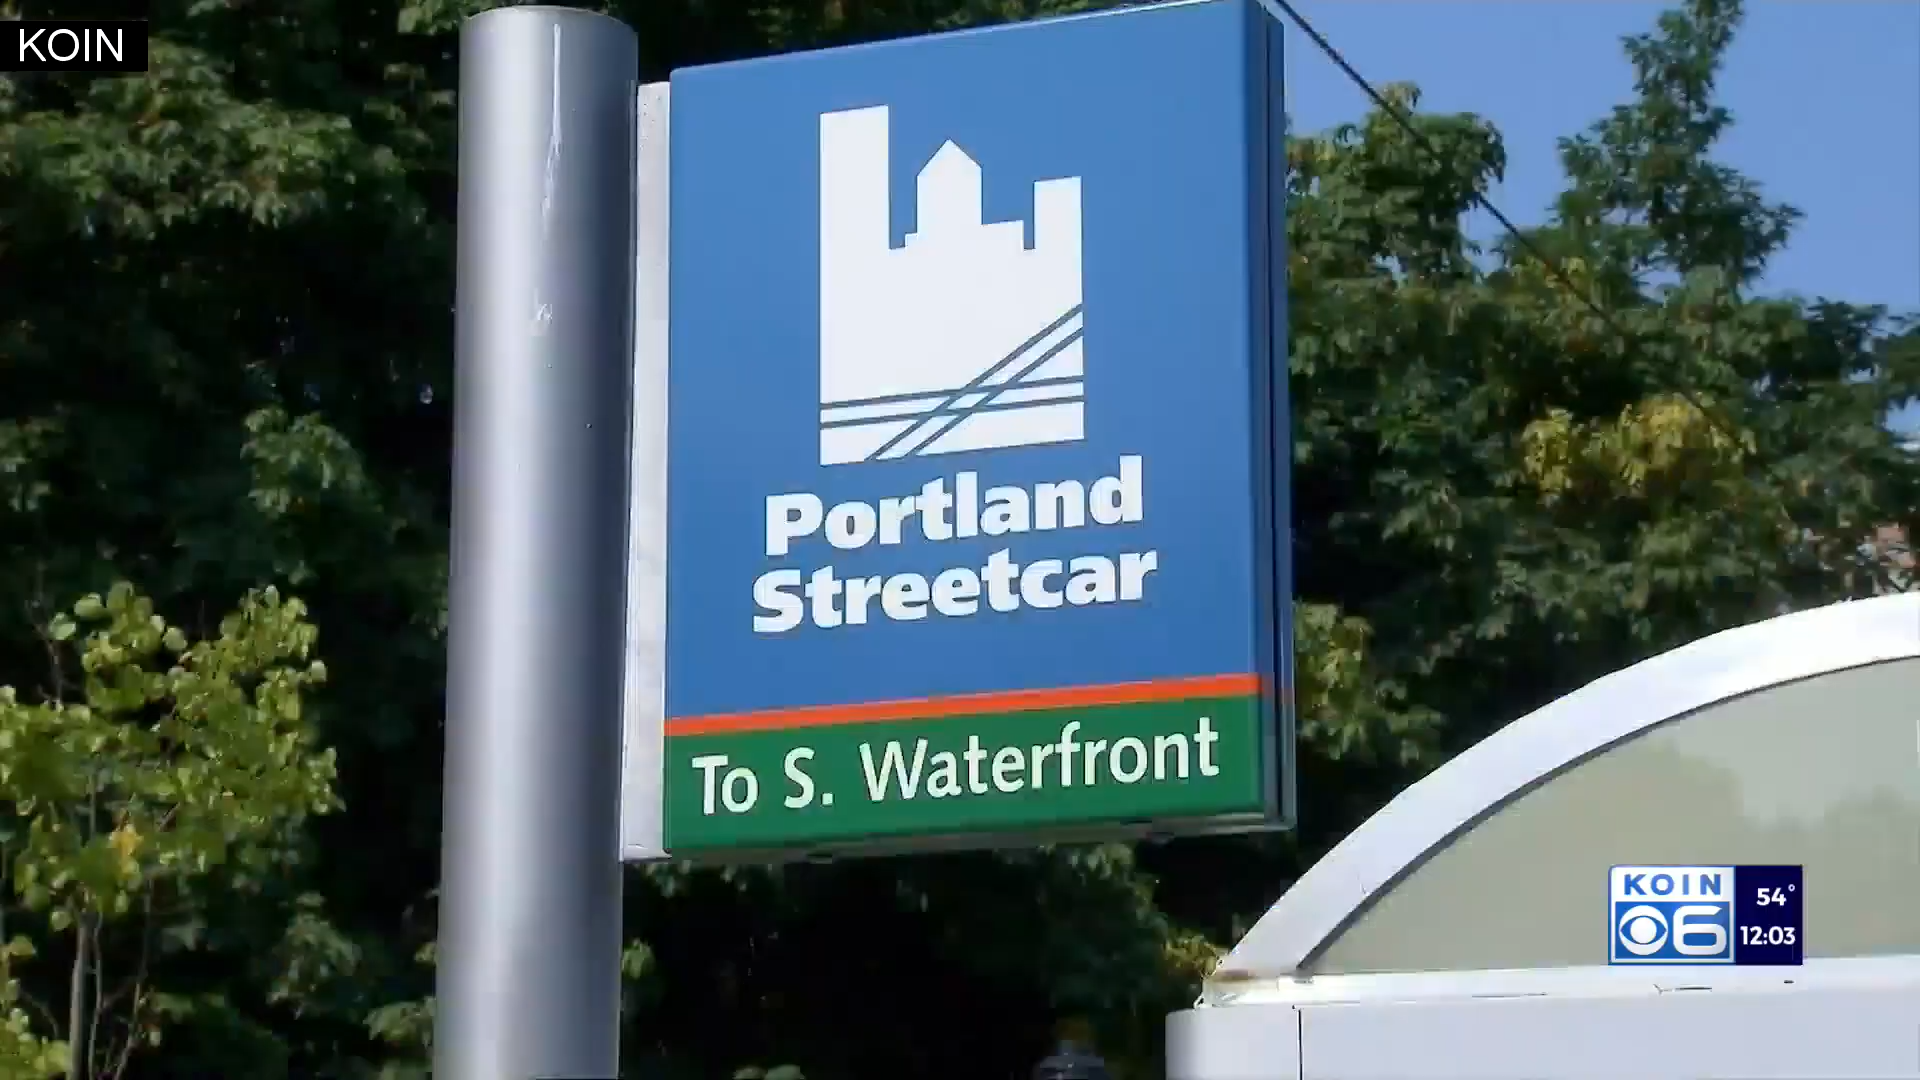 KOIN
Portland
Streetcar
To S. Waterfront
KOIN
6
54°
12:03